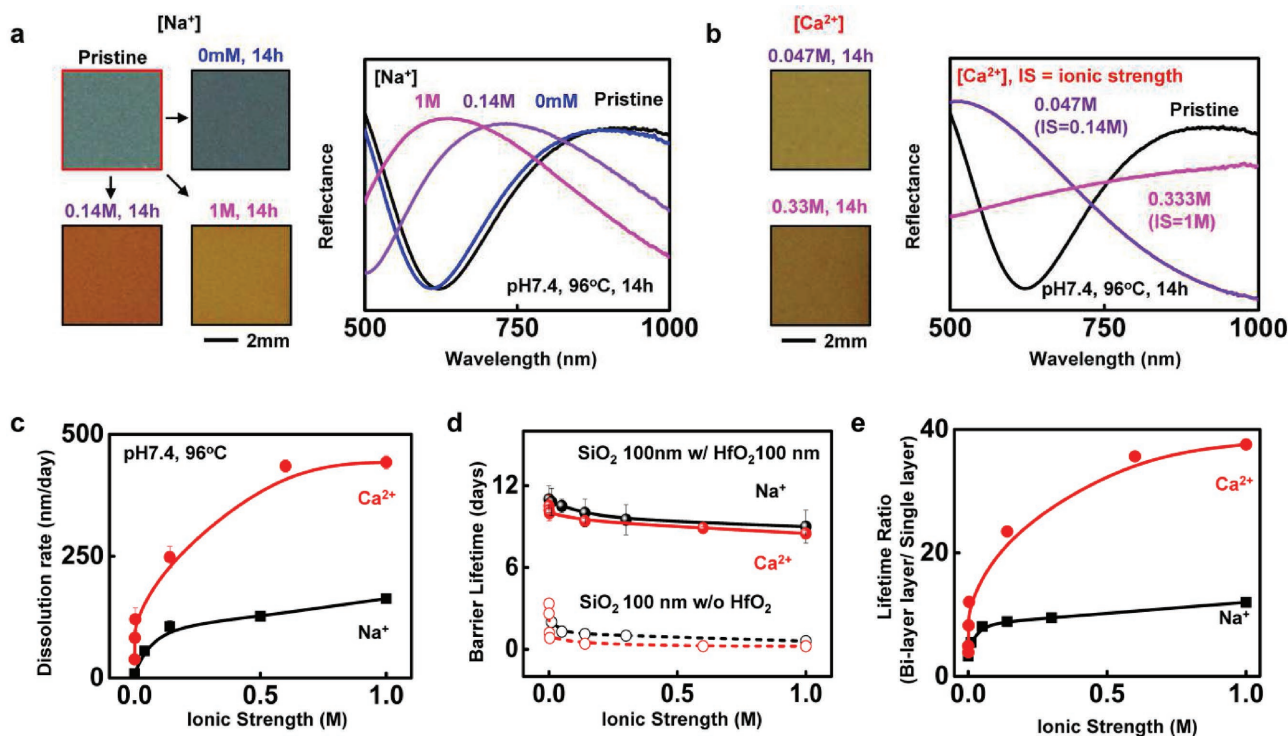 a
[Na⁺]
Pristine
0mM, 14h
0.14M, 14h
1M, 14h
2mm
[Na⁺]
1M
0.14M
0mM
Pristine
pH7.4, 96°C, 14h
Reflectance
500
750
1000
Wavelength (nm)
b
[Ca²⁺]
0.047M, 14h
0.33M, 14h
2mm
[Ca²⁺], IS = ionic strength
0.047M
(IS=0.14M)
Pristine
0.333M
(IS=1M)
pH7.4, 96°C, 14h
Reflectance
500
750
1000
Wavelength (nm)
c
Dissolution rate (nm/day)
500
250
0
pH7.4, 96°C
Ca²⁺
Na⁺
0.0
0.5
1.0
Ionic Strength (M)
d
Barrier Lifetime (days)
12
6
0
SiO₂ 100nm w/ HfO₂100 nm
Na⁺
Ca²⁺
SiO₂ 100 nm w/o HfO₂
0.0
0.5
1.0
Ionic Strength (M)
e
Lifetime Ratio
(Bi-layer layer/ Single layer)
40
20
0
Ca²⁺
Na⁺
0.0
0.5
1.0
Ionic Strength (M)